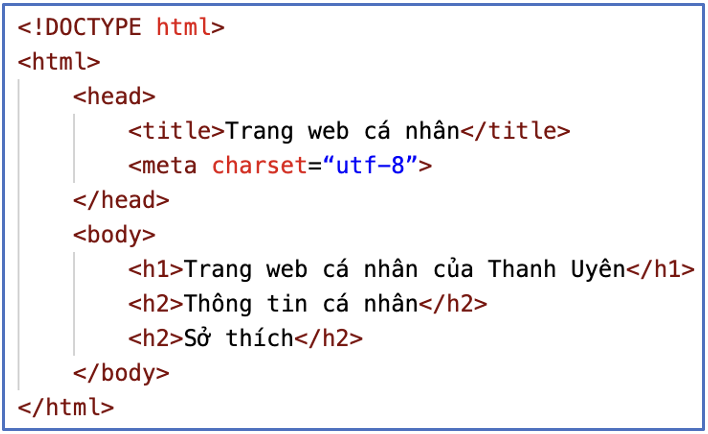 <!DOCTYPE html>
<html>
<head>
<title>Trang web cá nhân</title>
<meta charset=“utf-8”>
</head>
<body>
<h1>Trang web cá nhân của Thanh Uyên</h1>
<h2>Thông tin cá nhân</h2>
<h2>Sở thích</h2>
</body>
</html>